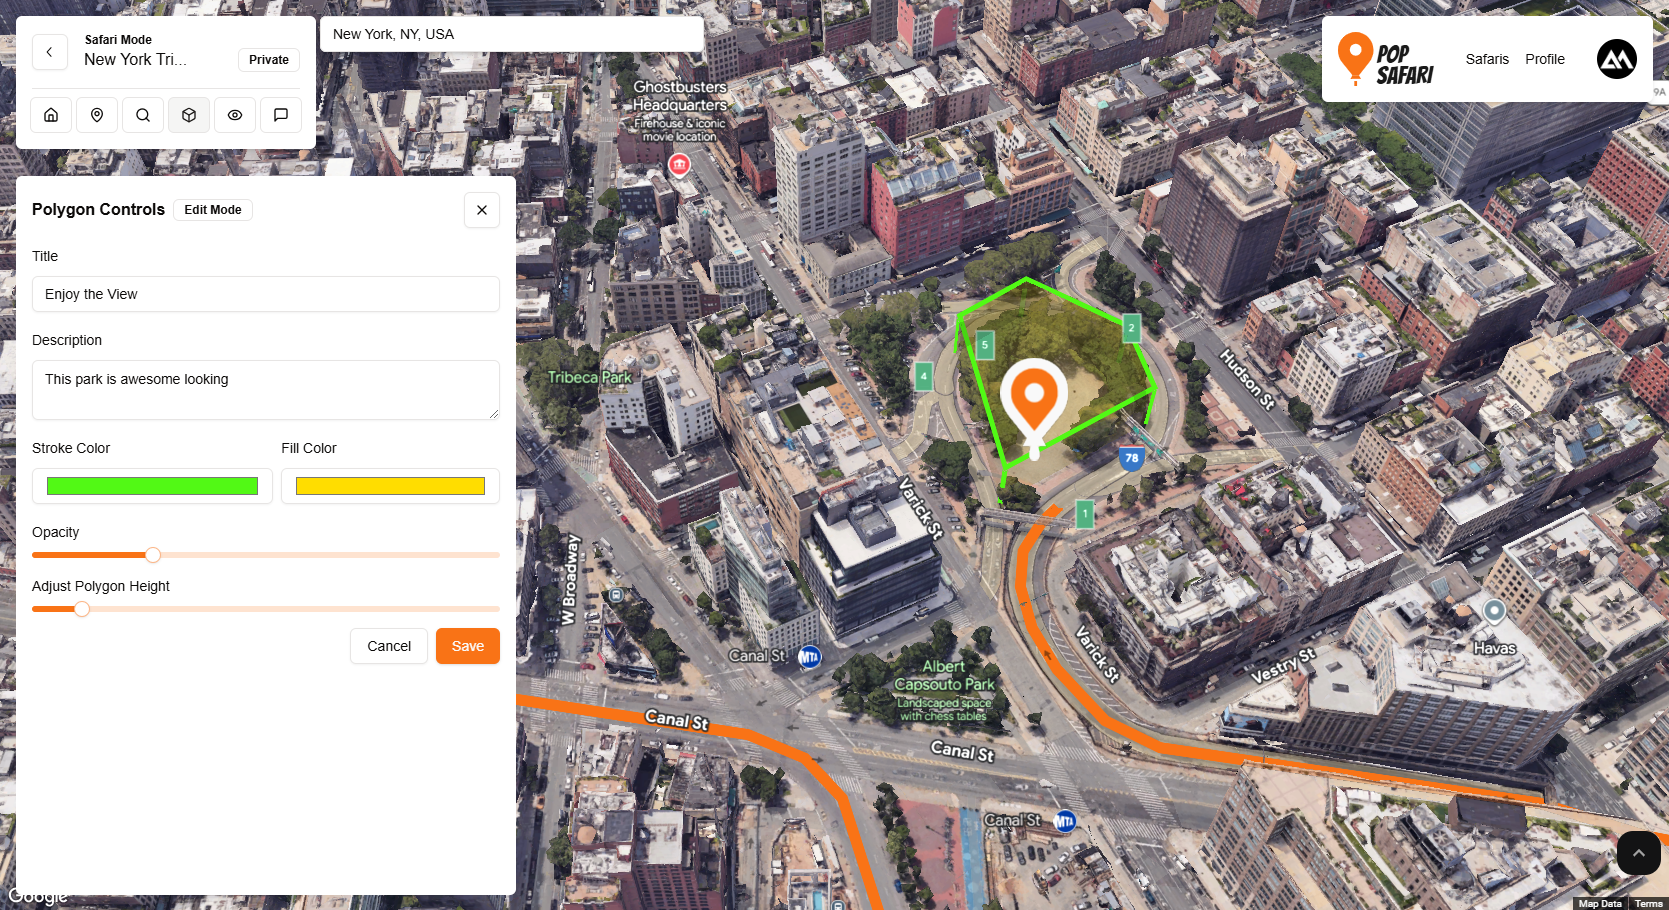 Safari Mode
New York Tri...
Private
New York, NY, USA
POP
SAFARI
Safaris
Profile
9A
Polygon Controls
Edit Mode
Title
Enjoy the View
Description
This park is awesome looking
Stroke Color
Fill Color
Opacity
Adjust Polygon Height
Cancel
Save
Ghostbusters
Headquarters
Firehouse & iconic
movie location
Tribeca Park
2
5
4
78
1
Hudson St
Varick St
W Broadway
Canal St
MTA
Albert
Capsouto Park
Landscaped space
with chess tables
Varick St
Vestry St
Havas
Canal St
Canal St
Canal St
MTA
Google
Map Data
Terms